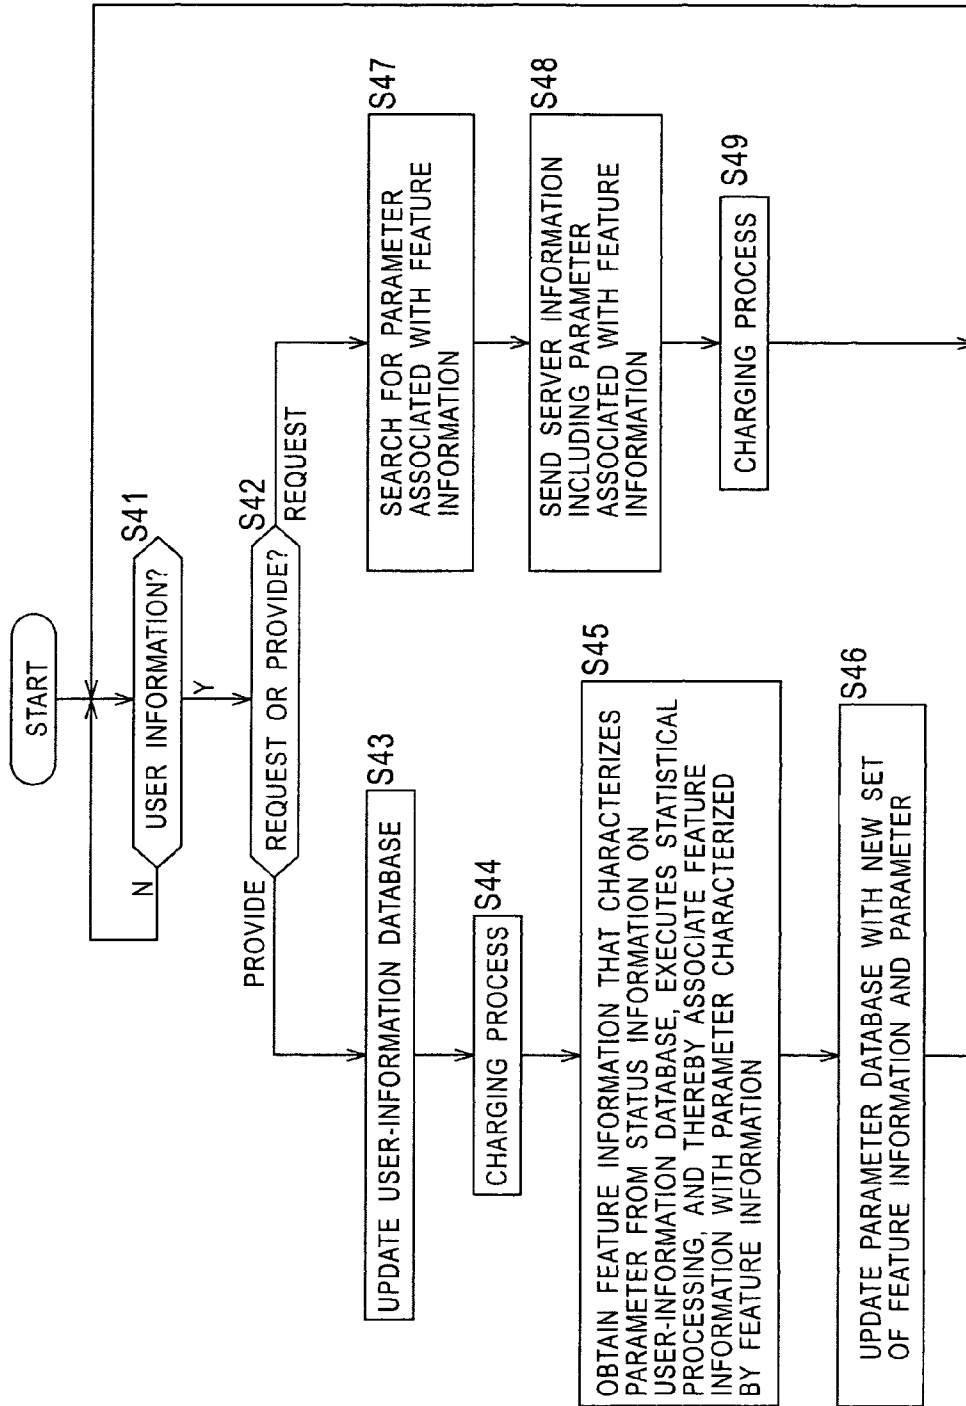 START
USER INFORMATION?
S41
N
Y
REQUEST OR PROVIDE?
S42
PROVIDE
REQUEST
UPDATE USER-INFORMATION DATABASE
S43
CHARGING PROCESS
S44
OBTAIN FEATURE INFORMATION THAT CHARACTERIZES
PARAMETER FROM STATUS INFORMATION ON
USER-INFORMATION DATABASE, EXECUTES STATISTICAL
PROCESSING, AND THEREBY ASSOCIATE FEATURE
INFORMATION WITH PARAMETER CHARACTERIZED
BY FEATURE INFORMATION
S45
UPDATE PARAMETER DATABASE WITH NEW SET
OF FEATURE INFORMATION AND PARAMETER
S46
SEARCH FOR PARAMETER
ASSOCIATED WITH FEATURE
INFORMATION
S47
SEND SERVER INFORMATION
INCLUDING PARAMETER
ASSOCIATED WITH FEATURE
INFORMATION
S48
CHARGING PROCESS
S49